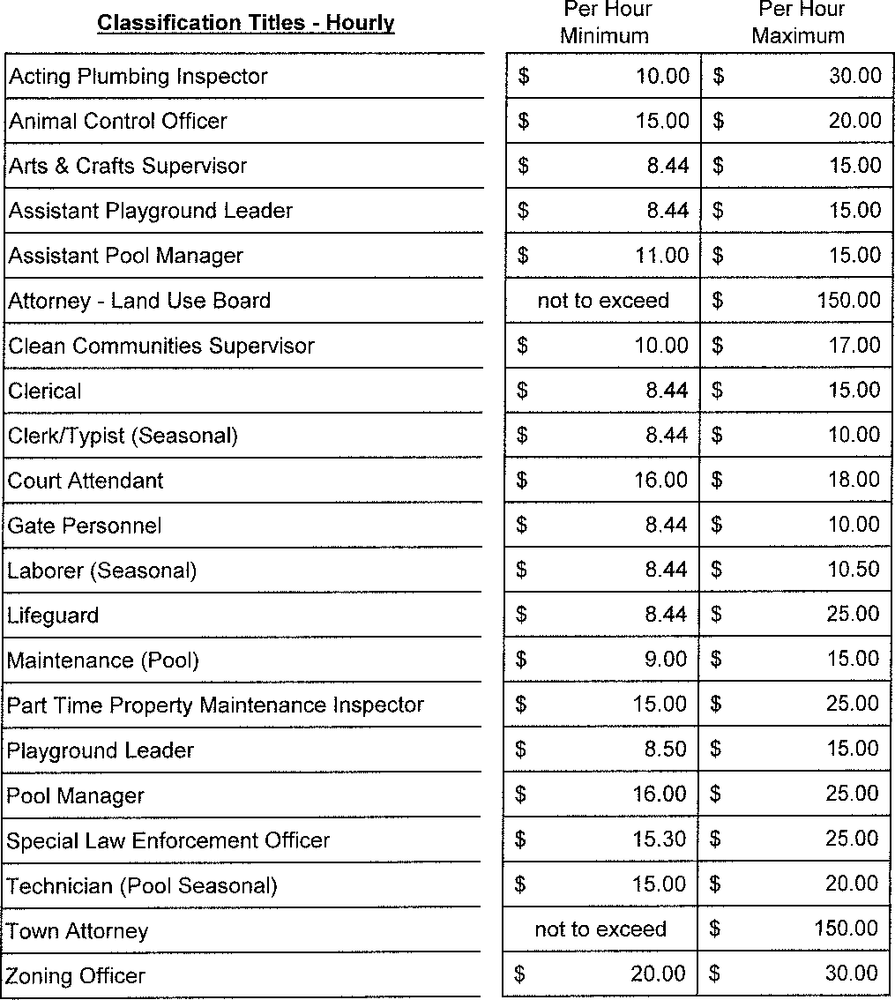 Classification Titles - Hourly Per Hour Minimum Per Hour Maximum
Acting Plumbing Inspector $ 10.00 $ 30.00
Animal Control Officer $ 15.00 $ 20.00
Arts & Crafts Supervisor $ 8.44 $ 15.00
Assistant Playground Leader $ 8.44 $ 15.00
Assistant Pool Manager $ 11.00 $ 15.00
Attorney - Land Use Board not to exceed $ 150.00
Clean Communities Supervisor $ 10.00 $ 17.00
Clerical $ 8.44 $ 15.00
Clerk/Typist (Seasonal) $ 8.44 $ 10.00
Court Attendant $ 16.00 $ 18.00
Gate Personnel $ 8.44 $ 10.00
Laborer (Seasonal) $ 8.44 $ 10.50
Lifeguard $ 8.44 $ 25.00
Maintenance (Pool) $ 9.00 $ 15.00
Part Time Property Maintenance Inspector $ 15.00 $ 25.00
Playground Leader $ 8.50 $ 15.00
Pool Manager $ 16.00 $ 25.00
Special Law Enforcement Officer $ 15.30 $ 25.00
Technician (Pool Seasonal) $ 15.00 $ 20.00
Town Attorney not to exceed $ 150.00
Zoning Officer $ 20.00 $ 30.00